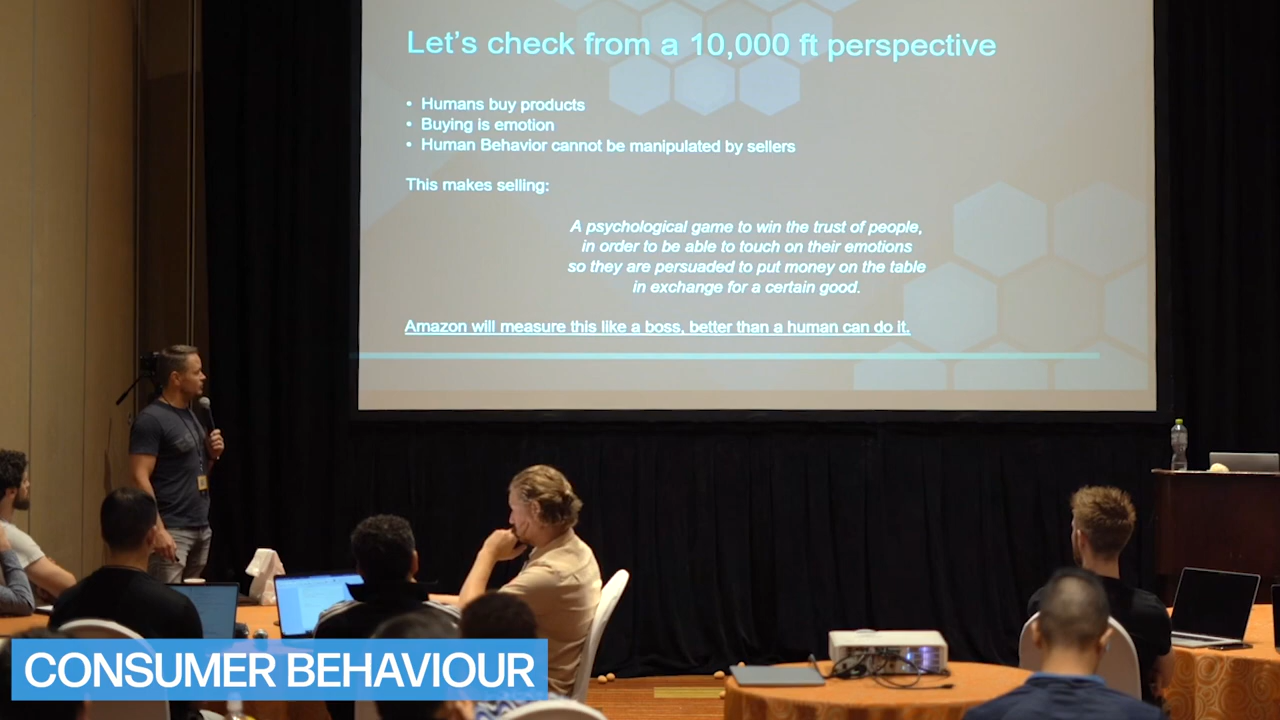 Let's check from a 10,000 ft perspective
• Humans buy products
• Buying is emotion
• Human Behavior cannot be manipulated by sellers
This makes selling:
A psychological game to win the trust of people,
in order to be able to touch on their emotions
so they are persuaded to put money on the table
in exchange for a certain good.
Amazon will measure this like a boss, better than a human can do it.
CONSUMER BEHAVIOUR